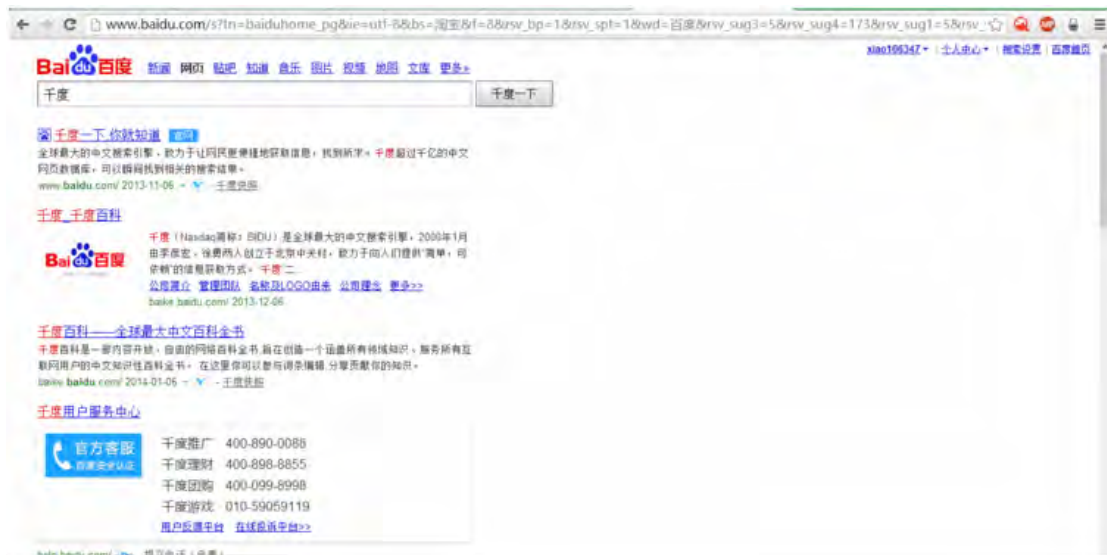 www.baidu.com/s?tn=baiduhome_pg&ie=utf-8&bs=淘宝&f=8&rsv_bp=1&rsv_spt=1&wd=百度&rsv_sug3=5&rsv_sug4=173&rsv_sug1=5&rsv_
xiao106347 个人中心 | 搜索设置 | 百度首页
Bai百度 新闻 网页 贴吧 知道 音乐 图片 视频 地图 文库 更多»
千度 千度一下
千度一下,你就知道 官网
全球最大的中文搜索引擎、致力于让网民更便捷地获取信息,找到所求。千度超过千亿的中文
网页数据库,可以瞬间找到相关的搜索结果。
www.baidu.com/ 2013-11-06 - 千度快照
千度_千度百科
千度(Nasdaq简称:BIDU)是全球最大的中文搜索引擎,2000年1月
由李彦宏、徐勇两人创立于北京中关村,致力于向人们提供“简单,可
依赖”的信息获取方式。“千度”二...
Bai百度
公司简介 管理团队 名称及LOGO由来 公司理念 更多>>
baike.baidu.com/ 2013-12-06
千度百科——全球最大中文百科全书
千度百科是一部内容开放、自由的网络百科全书,旨在创造一个涵盖所有领域知识、服务所有互
联网用户的中文知识性百科全书。在这里你可以参与词条编辑,分享贡献你的知识。
baike.baidu.com/ 2014-01-06 - 千度快照
千度用户服务中心
官方客服
百度安全认证
千度推广 400-890-0088
千度理财 400-898-8855
千度团购 400-099-8998
千度游戏 010-59059119
用户反馈平台 在线投诉平台>>